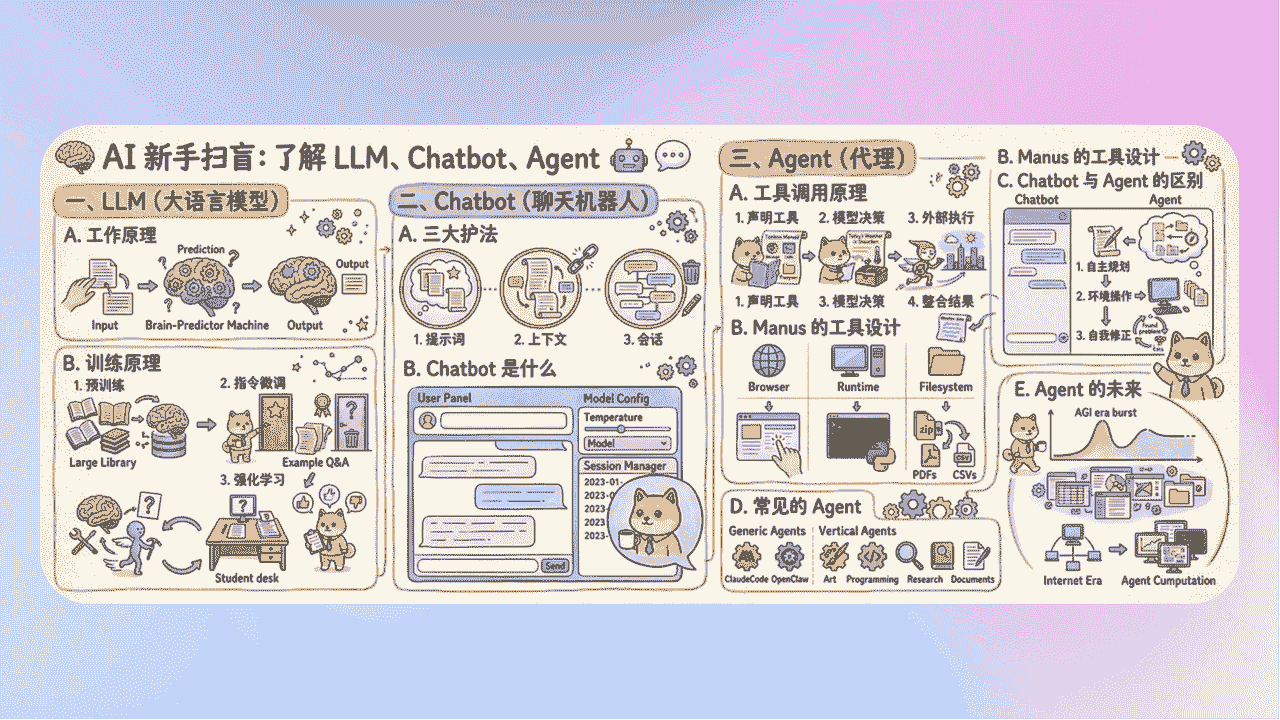 AI 新手扫盲：了解 LLM、Chatbot、Agent
一、LLM（大语言模型）
A. 工作原理
Prediction
Output
Input
Brain-Predictor Machine
Output
B. 训练原理
1. 预训练
2. 指令微调
Large Library
Example Q&A
3. 强化学习
Student desk
二、Chatbot（聊天机器人）
A. 三大护法
1. 提示词
2. 上下文
3. 会话
B. Chatbot 是什么
User Panel
Model Config
Temperature
Model
Session Manager
2023-01-
2023-0
2023-
2023
2023-
Send
三、Agent（代理）
A. 工具调用原理
1. 声明工具
2. 模型决策
3. 外部执行
1. 声明工具
3. 模型决策
4. 整合结果
B. Manus 的工具设计
Browser
Runtime
Filesystem
zip
CSV
PDFs
CSVs
D. 常见的 Agent
Generic Agents
Vertical Agents
ClaudeCode
OpenClaw
Art
Programming
Research
Documents
B. Manus 的工具设计
C. Chatbot 与 Agent 的区别
Chatbot
Agent
1. 自主规划
2. 环境操作
3. 自我修正
Found
E. Agent 的未来
AGI era burst
Internet Era
Agent Cumputation